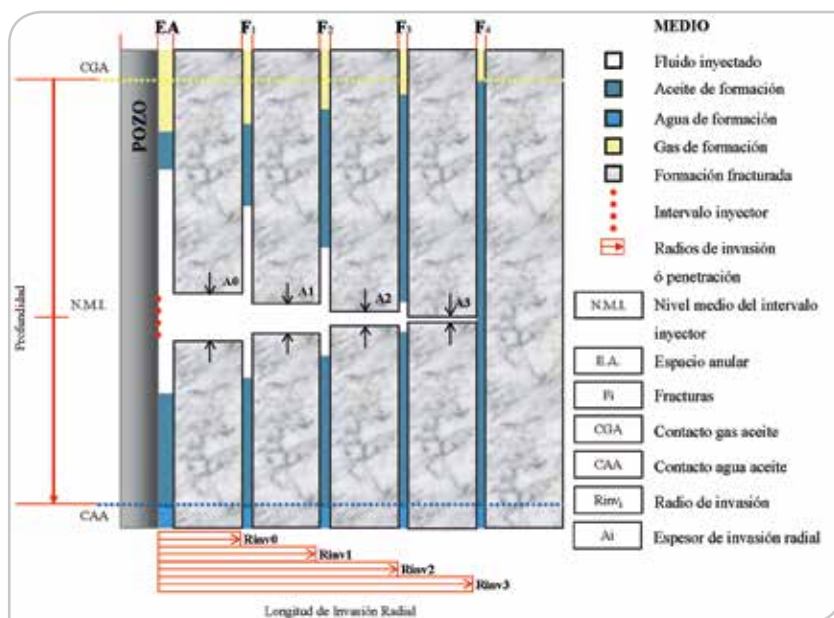 EA F1 F2 F3 F4
CGA
POZO
A0
A1
A2
A3
N.M.I.
Profundidad
CAA
Rinv0
Rinv1
Rinv2
Rinv3
Longitud de Invasión Radial
MEDIO
Fluido inyectado
Aceite de formación
Agua de formación
Gas de formación
Formación fracturada
Intervalo inyector
Radios de invasión
ó penetración
N.M.I. Nivel medio del intervalo
inyector
E.A. Espacio anular
Fi Fracturas
CGA Contacto gas aceite
CAA Contacto agua aceite
Rinvi Radio de invasión
Ai Espesor de invasión radial